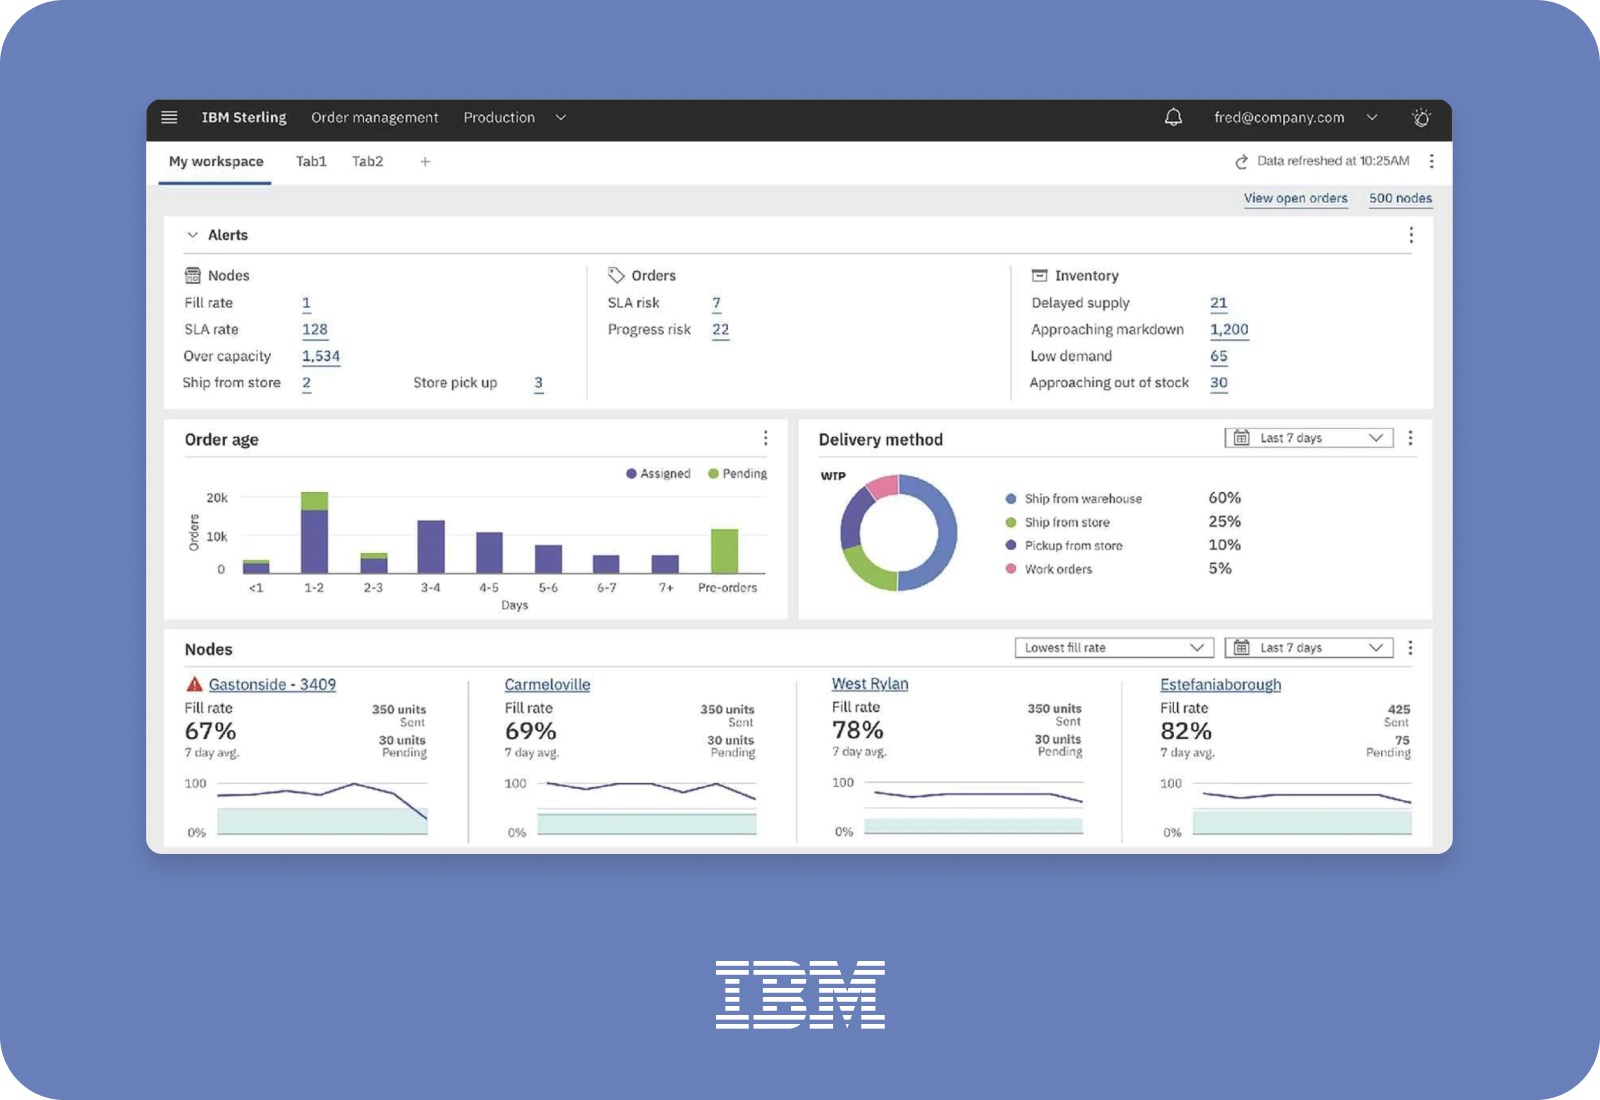 IBM Sterling Order management Production fred@company.com
My workspace Tab1 Tab2 + Data refreshed at 10:25AM
View open orders 500 nodes
Alerts
Nodes
Fill rate 1
SLA rate 128
Over capacity 1,534
Ship from store 2 Store pick up 3
Orders
SLA risk 7
Progress risk 22
Inventory
Delayed supply 21
Approaching markdown 1,200
Low demand 65
Approaching out of stock 30
Order age
Assigned Pending
Orders
20k
10k
0
<1 1-2 2-3 3-4 4-5 5-6 6-7 7+ Pre-orders
Days
Delivery method Last 7 days
WIP
Ship from warehouse 60%
Ship from store 25%
Pickup from store 10%
Work orders 5%
Nodes Lowest fill rate Last 7 days
Gastonside - 3409
Fill rate 350 units
67% Sent
30 units
7 day avg. Pending
100
0%
Carmeloville
Fill rate 350 units
69% Sent
30 units
7 day avg. Pending
100
0%
West Rylan
Fill rate 350 units
78% Sent
30 units
7 day avg. Pending
100
0%
Estefaniaborough
Fill rate 425
82% Sent
75
7 day avg. Pending
100
0%
IBM